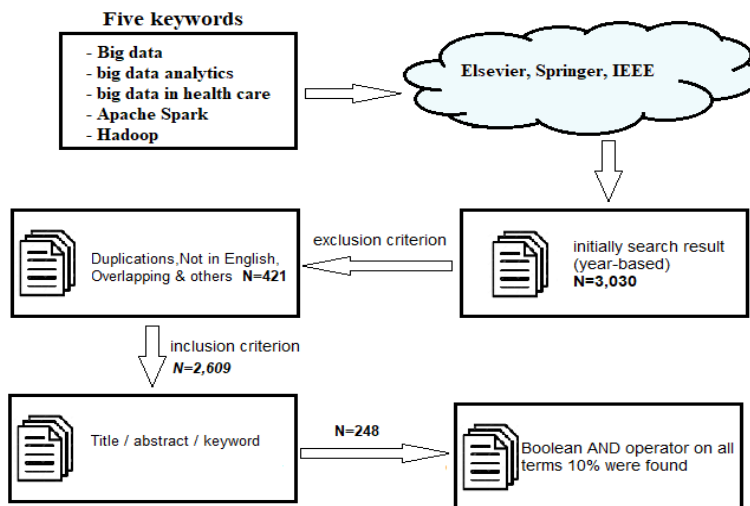 Five keywords
- Big data
- big data analytics
- big data in health care
- Apache Spark
- Hadoop
Elsevier, Springer, IEEE
initially search result
(year-based)
N=3,030
exclusion criterion
Duplications,Not in English,
Overlapping & others N=421
inclusion criterion
N=2,609
Title / abstract / keyword
N=248
Boolean AND operator on all
terms 10% were found